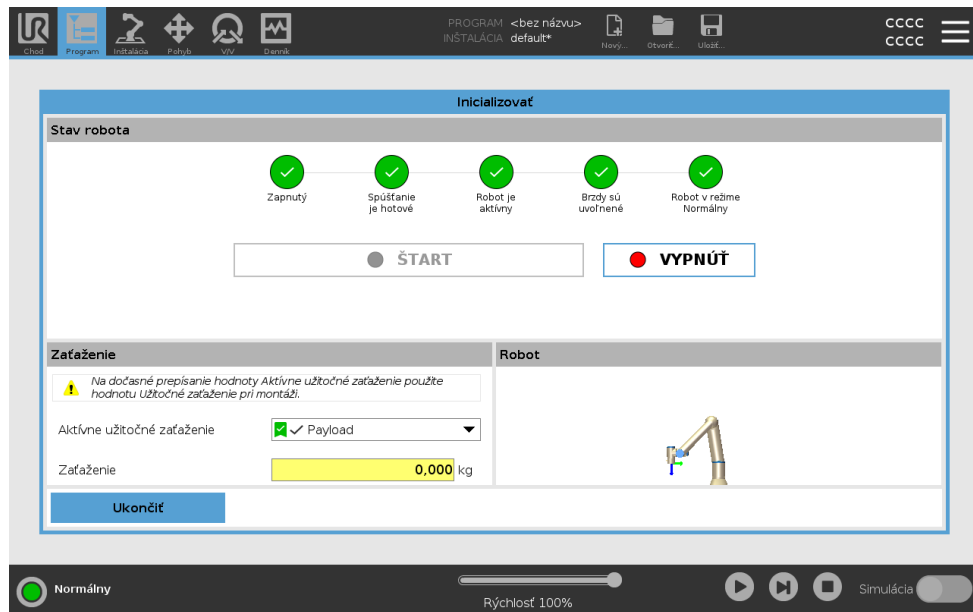 PROGRAM <bez názvu>
INŠTALÁCIA default*
Chod
Program
Inštalácia
Pohyb
V/V
Denník
Nový...
Otvoriť...
Uložiť...
CCCC
CCCC
Inicializovať
Stav robota
Zapnutý
Spúšťanie
je hotové
Robot je
aktívny
Brzdy sú
uvoľnené
Robot v režime
Normálny
ŠTART
VYPNÚŤ
Zaťaženie
Na dočasné prepísanie hodnoty Aktívne užitočné zaťaženie použite
hodnotu Užitočné zaťaženie pri montáži.
Aktívne užitočné zaťaženie
Payload
Zaťaženie
0,000 kg
Robot
Ukončiť
Normálny
Rýchlosť 100%
Simulácia